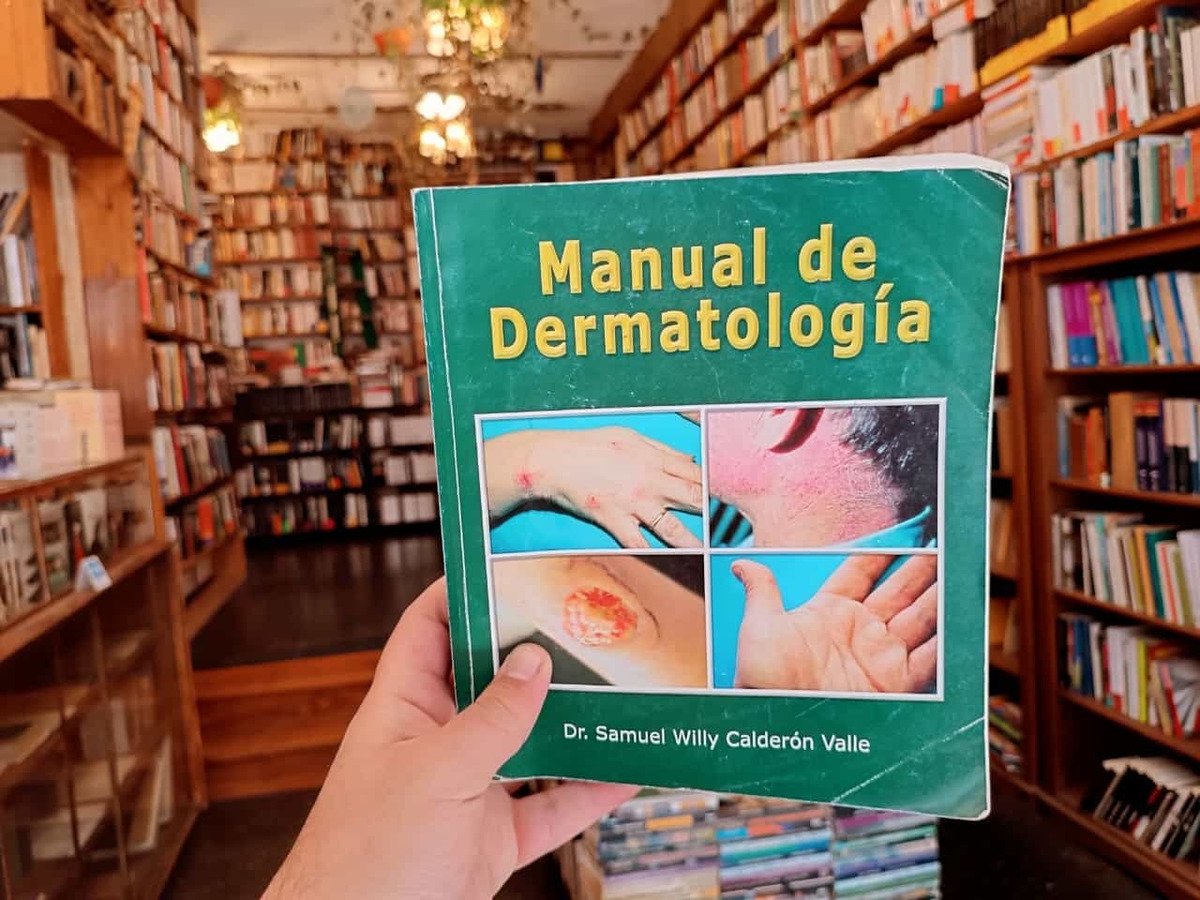 Manual de
Dermatología
Dr. Samuel Willy Calderón Valle